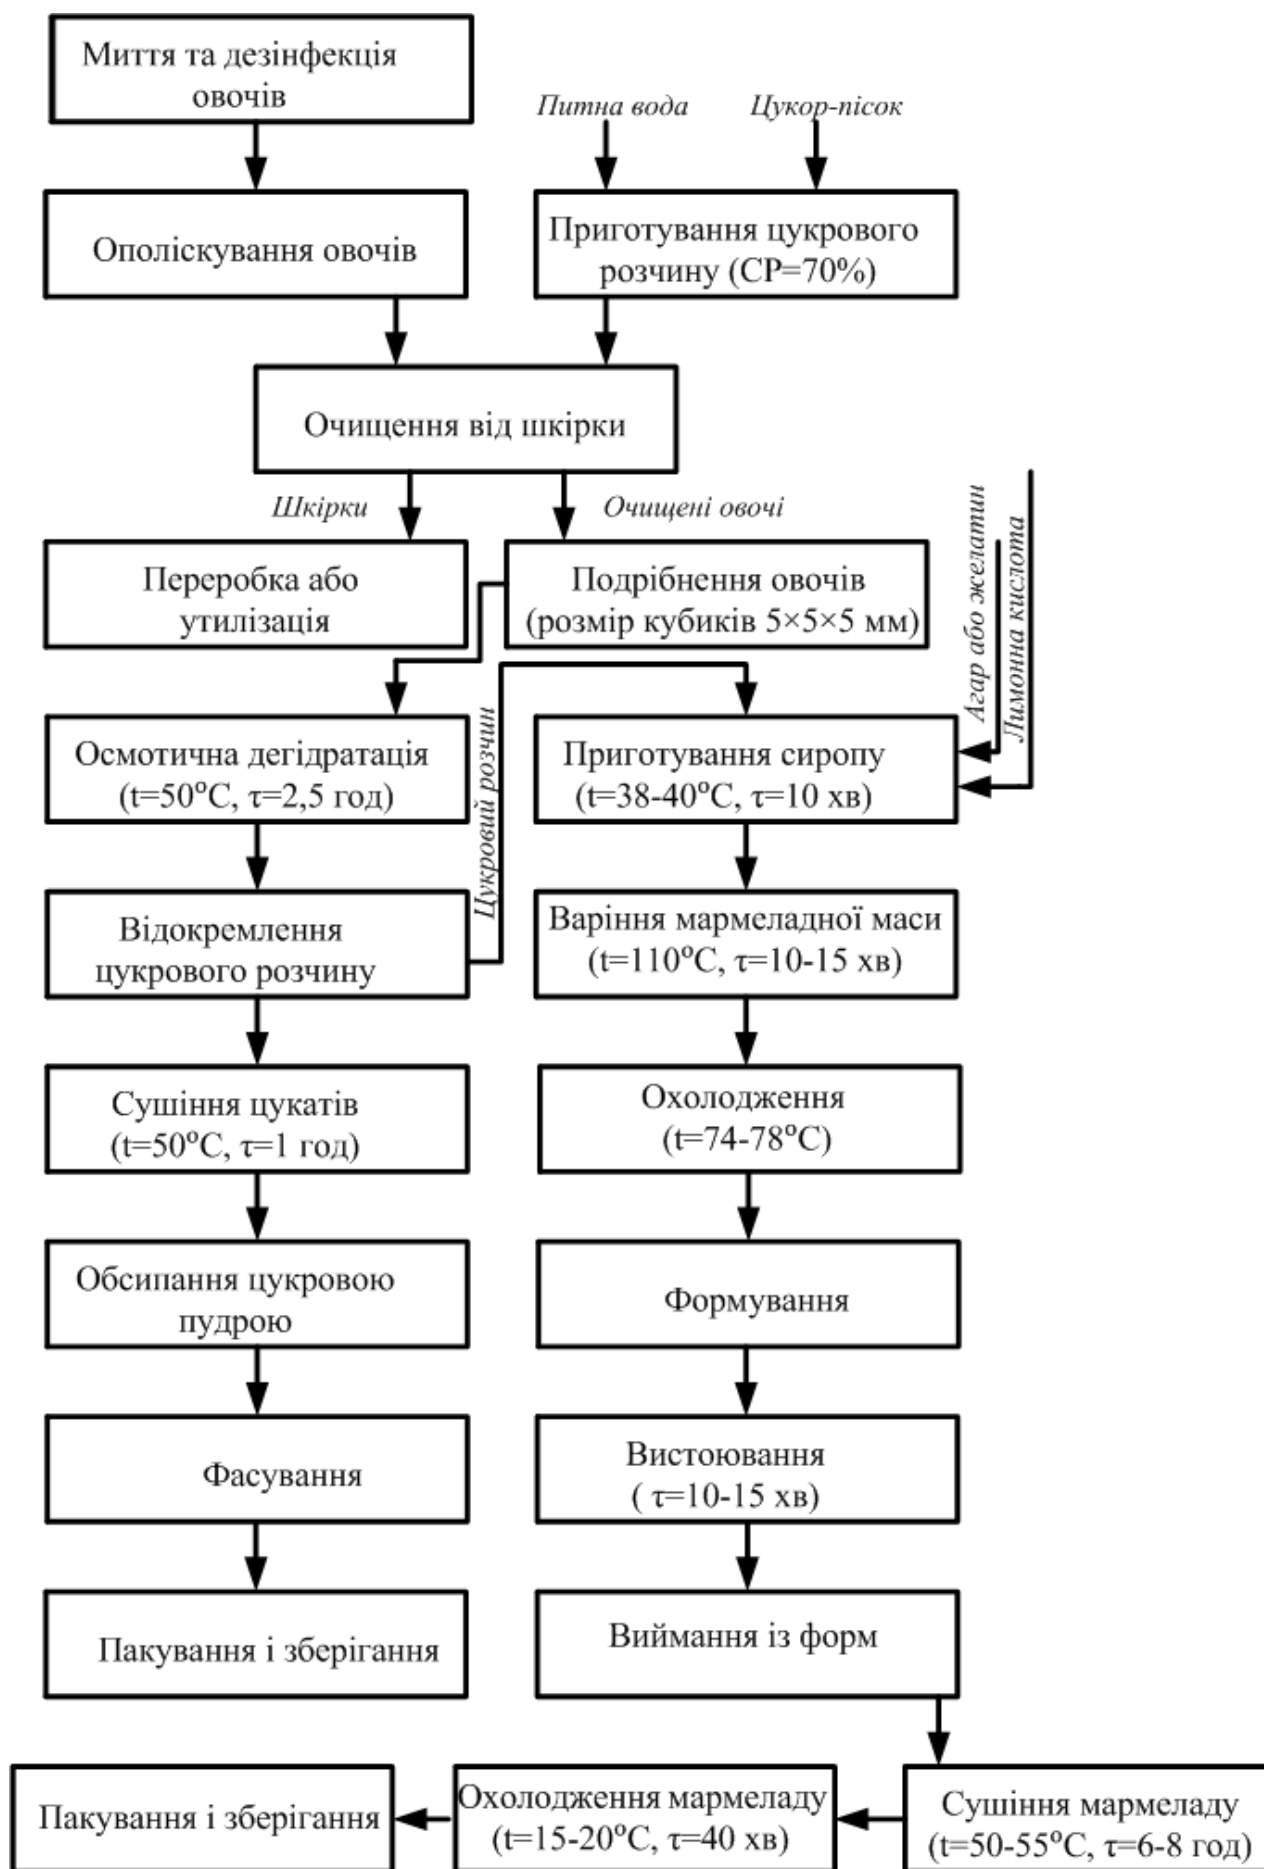 Миття та дезінфекція
овочів
Питна вода
Цукор-пісок
Ополіскування овочів
Приготування цукрового
розчину (СР=70%)
Очищення від шкірки
Шкірки
Очищені овочі
Переробка або
утилізація
Подрібнення овочів
(розмір кубиків 5×5×5 мм)
Агар або желатин
Лимонна кислота
Осмотична дегідратація
(t=50°С, τ=2,5 год)
Цукровий розчин
Приготування сиропу
(t=38-40°С, τ=10 хв)
Відокремлення
цукрового розчину
Варіння мармеладної маси
(t=110°С, τ=10-15 хв)
Сушіння цукатів
(t=50°С, τ=1 год)
Охолодження
(t=74-78°С)
Обсипання цукровою
пудрою
Формування
Фасування
Вистоювання
( τ=10-15 хв)
Пакування і зберігання
Виймання із форм
Пакування і зберігання
Охолодження мармеладу
(t=15-20°С, τ=40 хв)
Сушіння мармеладу
(t=50-55°С, τ=6-8 год)